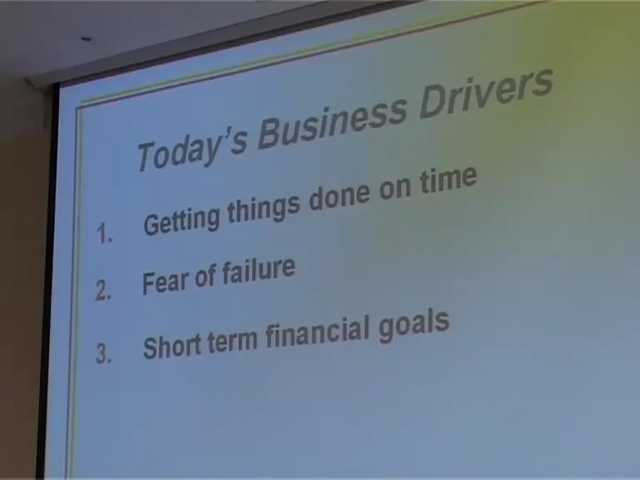 Today's Business Drivers
1. Getting things done on time
2. Fear of failure
3. Short term financial goals